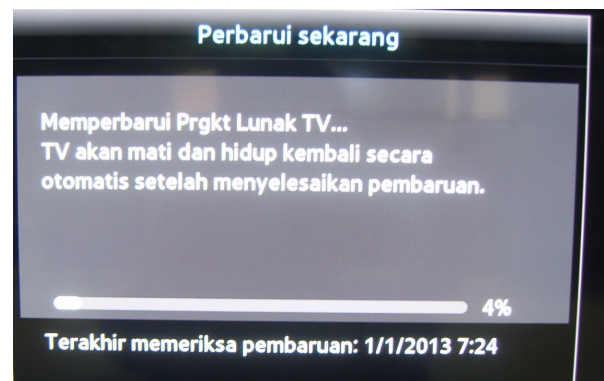 Perbarui sekarang
Memperbarui Prgkt Lunak TV...
TV akan mati dan hidup kembali secara
otomatis setelah menyelesaikan pembaruan.
4%
Terakhir memeriksa pembaruan: 1/1/2013 7:24